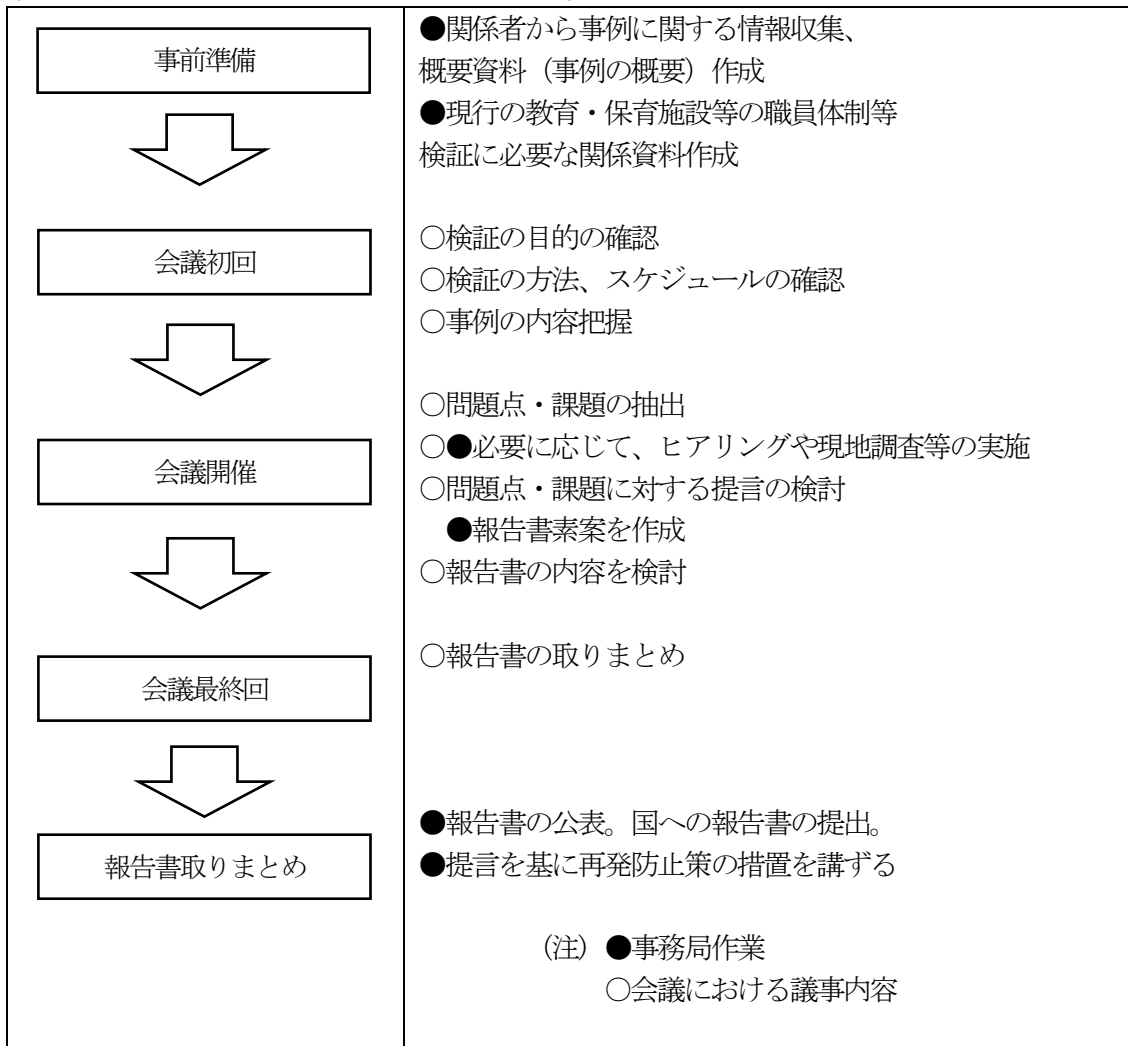 事前準備
●関係者から事例に関する情報収集、
概要資料（事例の概要）作成
●現行の教育・保育施設等の職員体制等
検証に必要な関係資料作成
会議初回
○検証の目的の確認
○検証の方法、スケジュールの確認
○事例の内容把握
会議開催
○問題点・課題の抽出
○●必要に応じて、ヒアリングや現地調査等の実施
○問題点・課題に対する提言の検討
●報告書素案を作成
○報告書の内容を検討
会議最終回
○報告書の取りまとめ
報告書取りまとめ
●報告書の公表。国への報告書の提出。
●提言を基に再発防止策の措置を講ずる
（注）●事務局作業
○会議における議事内容